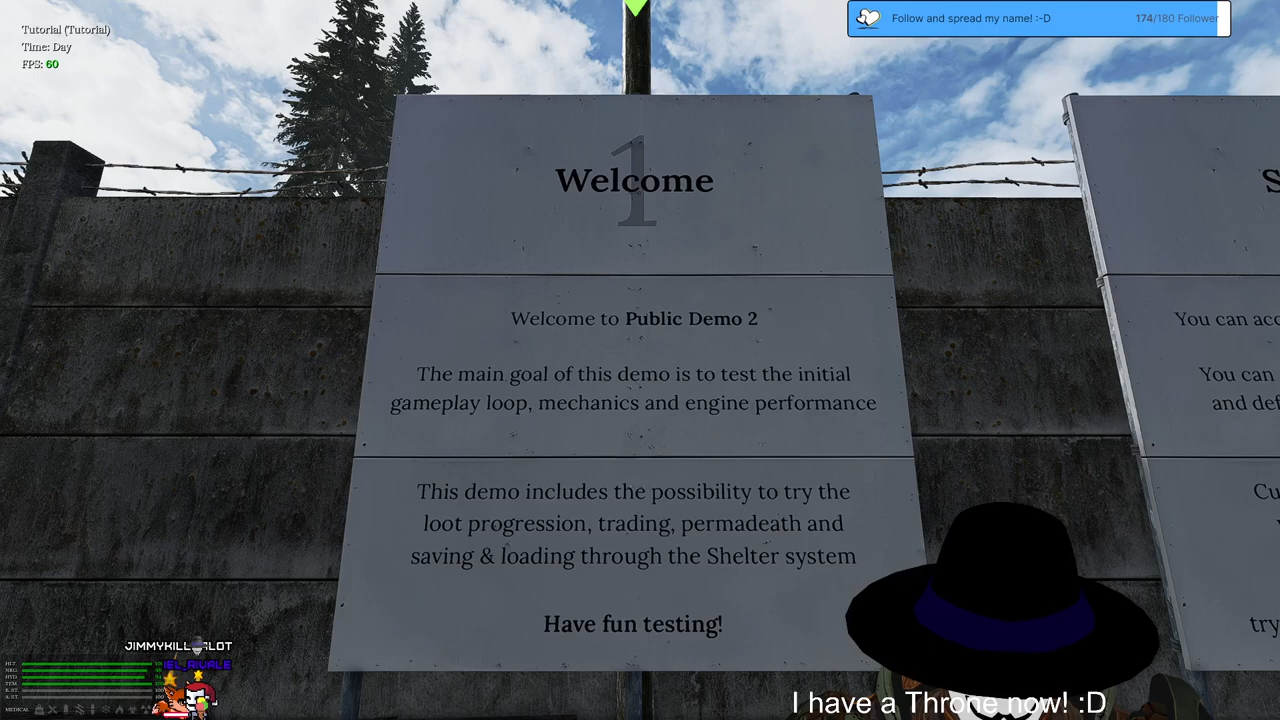 Tutorial (Tutorial)
Time: Day
FPS: 60
Follow and spread my name! :-D
174/180 Follower
1
Welcome
Welcome to Public Demo 2
The main goal of this demo is to test the initial
gameplay loop, mechanics and engine performance
This demo includes the possibility to try the
loot progression, trading, permadeath and
saving & loading through the Shelter system
Have fun testing!
S
You can acc
You can
and def
Cu
try
MEDICAL
I have a Throne now! :D